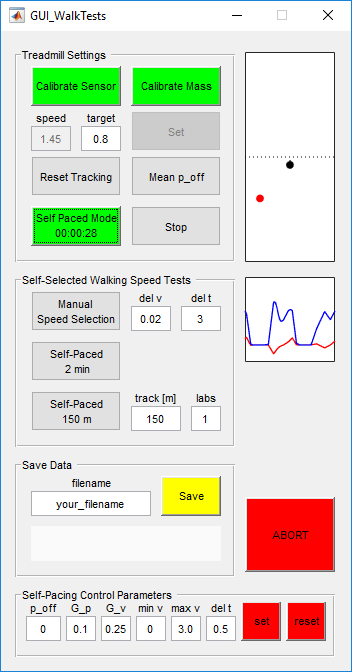 GUI_WalkTests
Treadmill Settings
Calibrate Sensor
Calibrate Mass
speed
target
1.45
0.8
Set
Reset Tracking
Mean p_off
Self Paced Mode
00:00:28
Stop
Self-Selected Walking Speed Tests
Manual
Speed Selection
del v
del t
0.02
3
Self-Paced
2 min
Self-Paced
150 m
track [m]
labs
150
1
Save Data
filename
your_filename
Save
ABORT
Self-Pacing Control Parameters
p_off G_p G_v min v max v del t
0 0.1 0.25 0 3.0 0.5 set reset